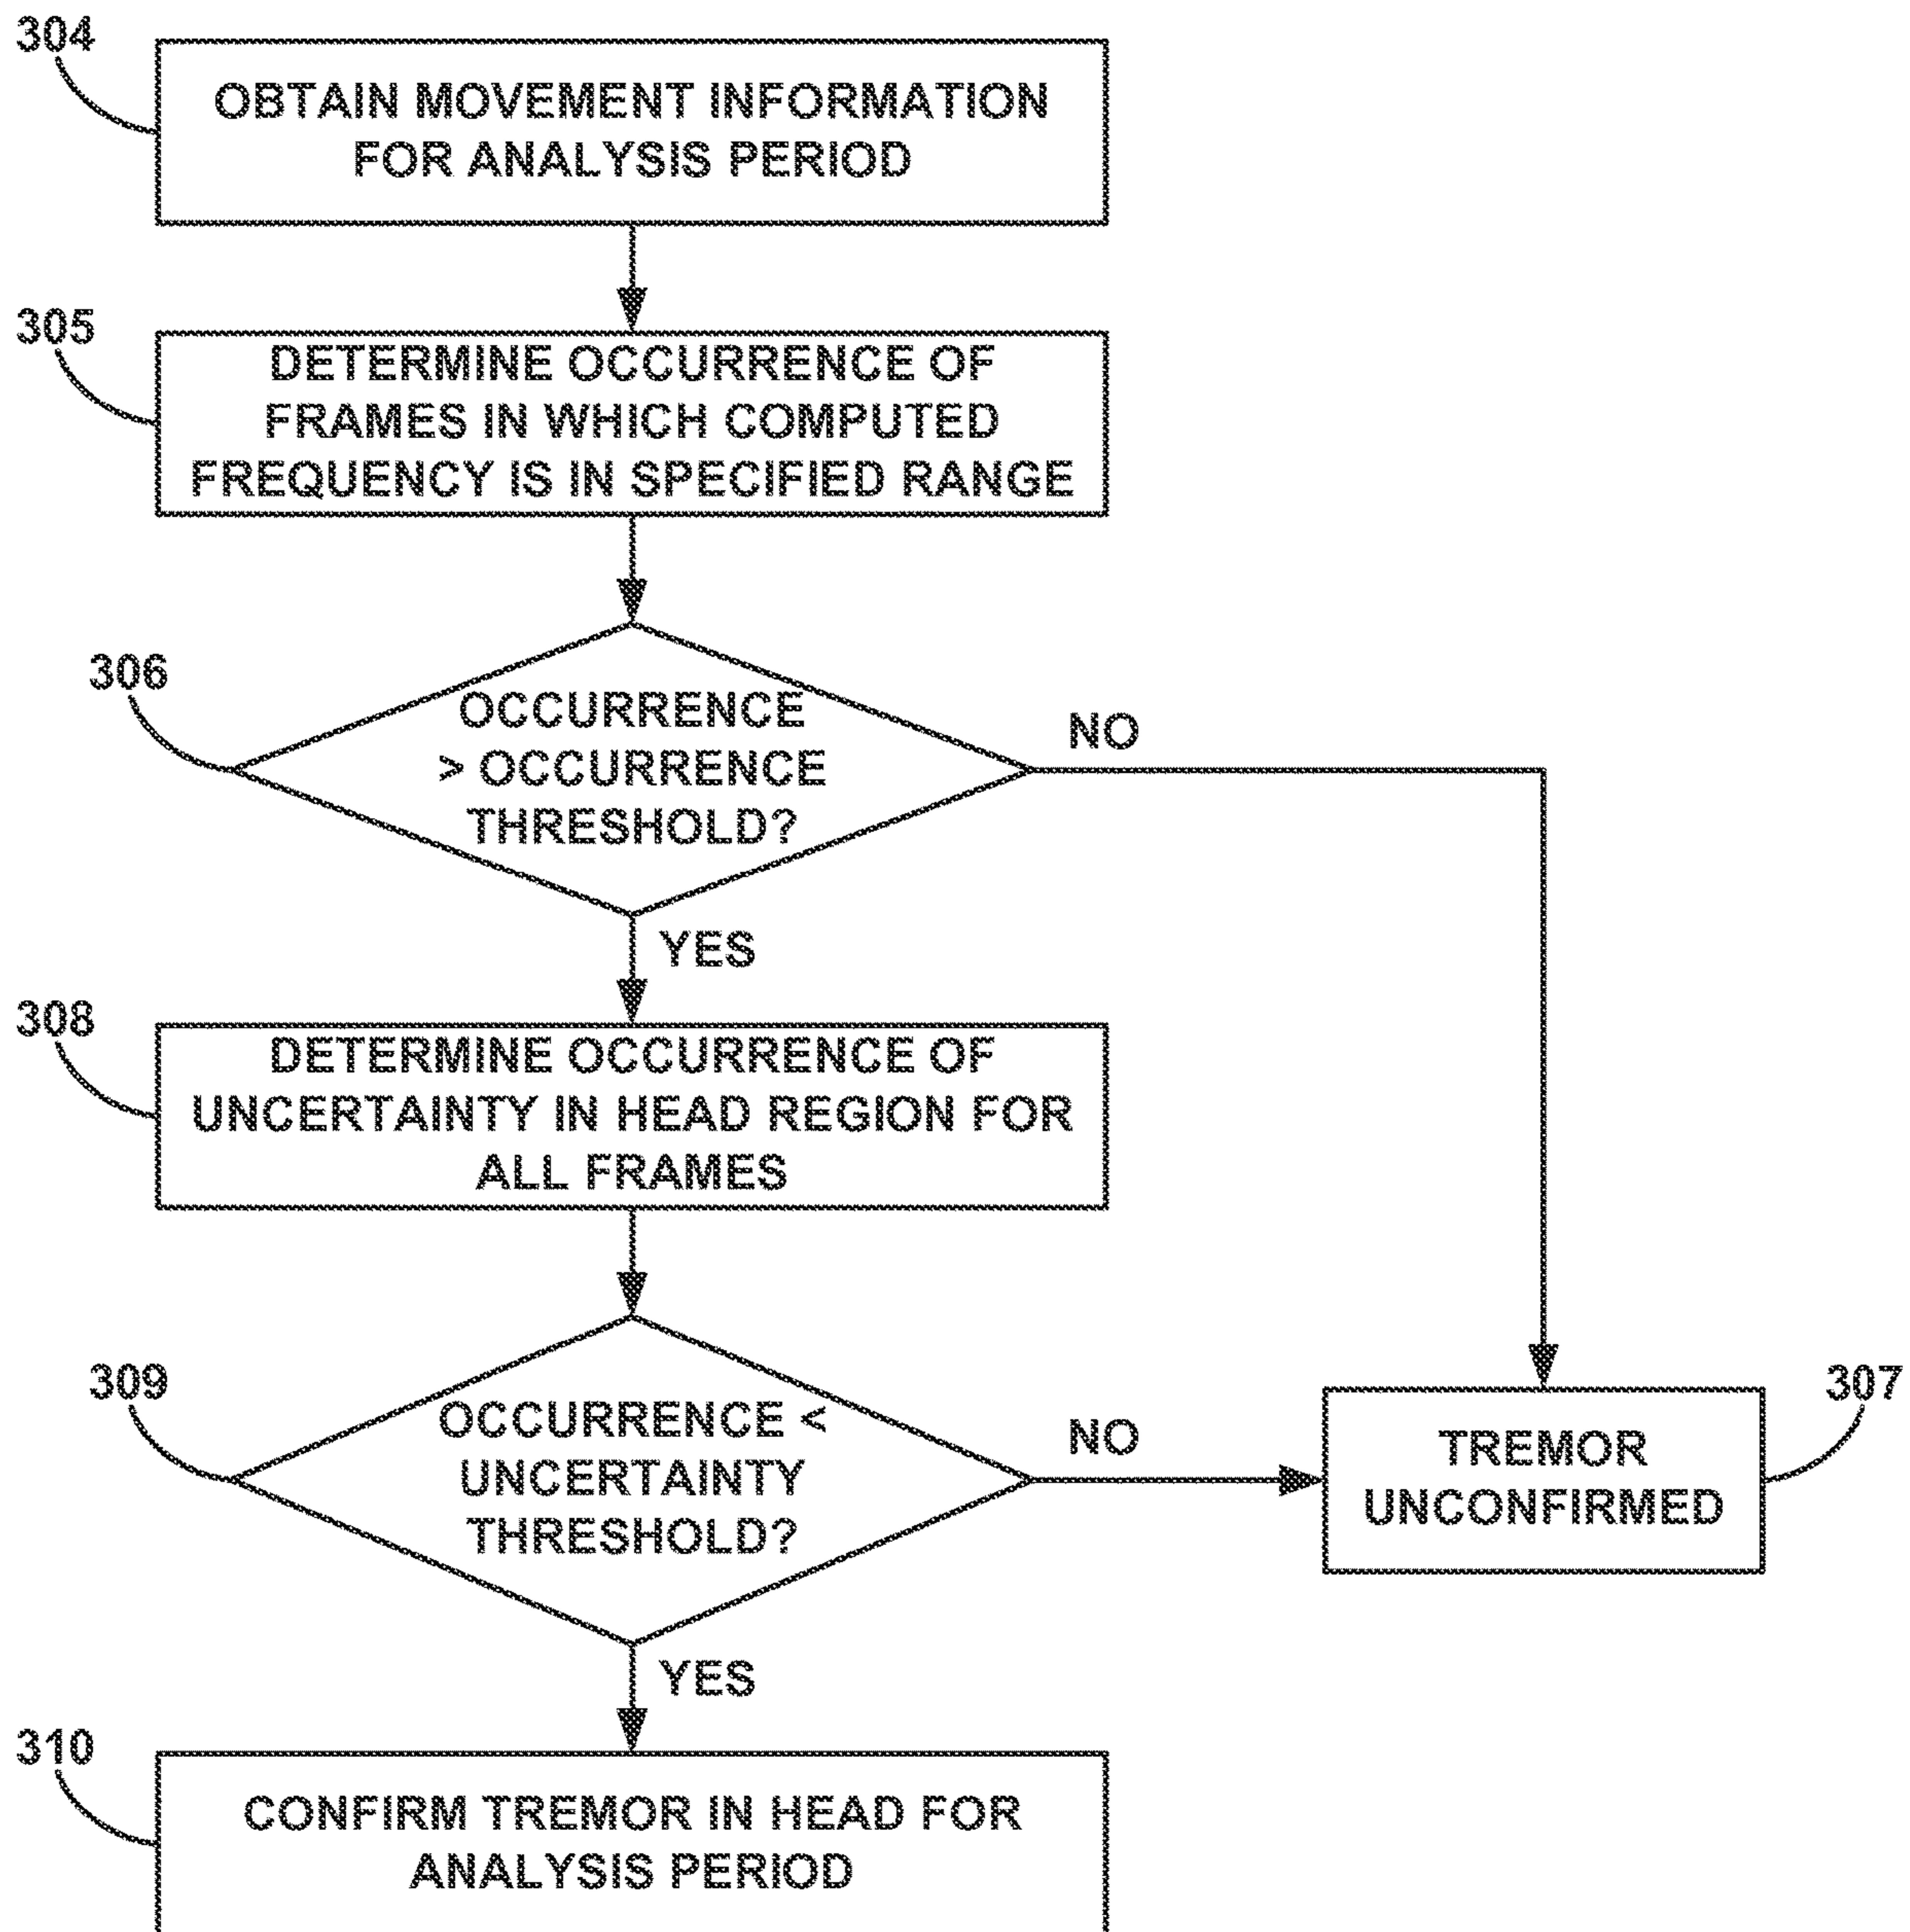 304
OBTAIN MOVEMENT INFORMATION
FOR ANALYSIS PERIOD
305
DETERMINE OCCURRENCE OF
FRAMES IN WHICH COMPUTED
FREQUENCY IS IN SPECIFIED RANGE
306
OCCURRENCE
> OCCURRENCE
THRESHOLD?
NO
YES
308
DETERMINE OCCURRENCE OF
UNCERTAINTY IN HEAD REGION FOR
ALL FRAMES
309
OCCURRENCE <
UNCERTAINTY
THRESHOLD?
NO
307
TREMOR
UNCONFIRMED
YES
310
CONFIRM TREMOR IN HEAD FOR
ANALYSIS PERIOD